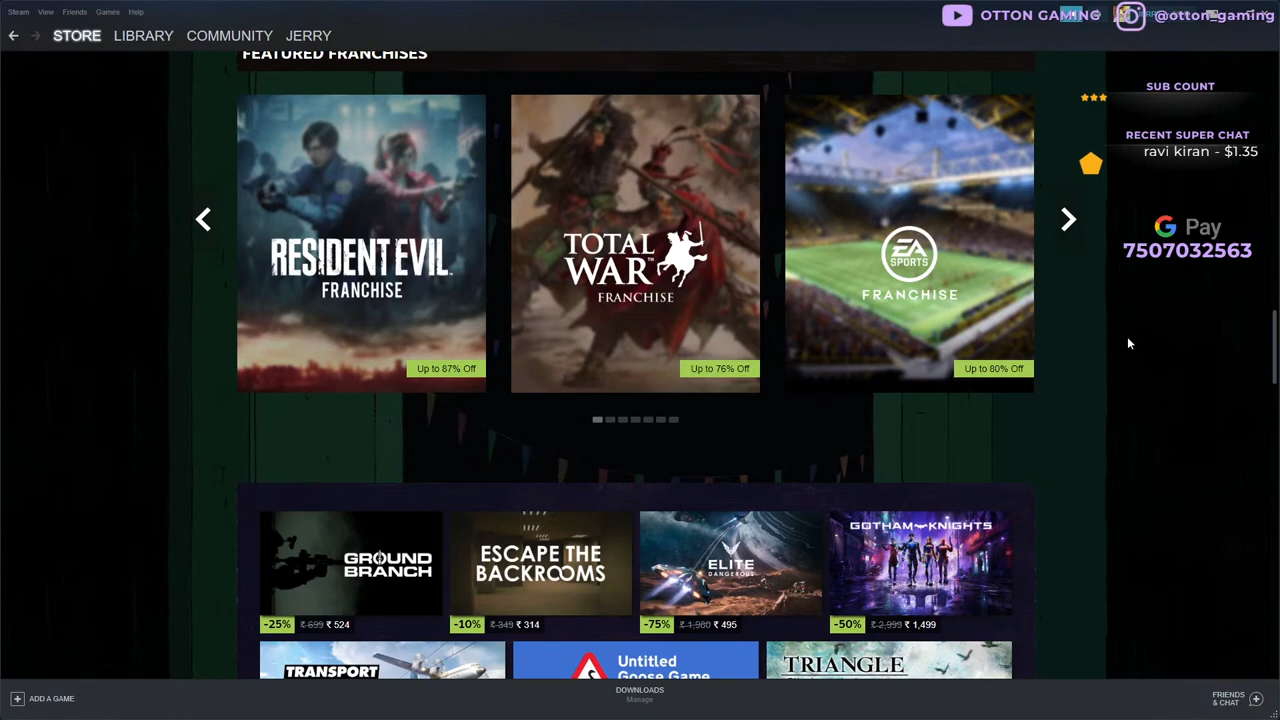 Steam View Friends Games Help
OTTON GAMING
@otton-gaming
STORE LIBRARY COMMUNITY JERRY
FEATURED FRANCHISES
SUB COUNT
RECENT SUPER CHAT
ravi kiran - $1.35
G Pay
7507032563
RESIDENT EVIL
FRANCHISE
Up to 87% Off
TOTAL
WAR™
FRANCHISE
Up to 76% Off
EA
SPORTS
FRANCHISE
Up to 80% Off
GROUND
BRANCH
-25% ₹ 699 ₹ 524
ESCAPE THE
BACKROOMS
-10% ₹ 349 ₹ 314
ELITE
DANGEROUS
-75% ₹ 1,980 ₹ 495
GOTHAM KNIGHTS
-50% ₹ 2,999 ₹ 1,499
TRANSPORT
Untitled
Goose Game
TRIANGLE
ADD A GAME
DOWNLOADS
Manage
FRIENDS
& CHAT